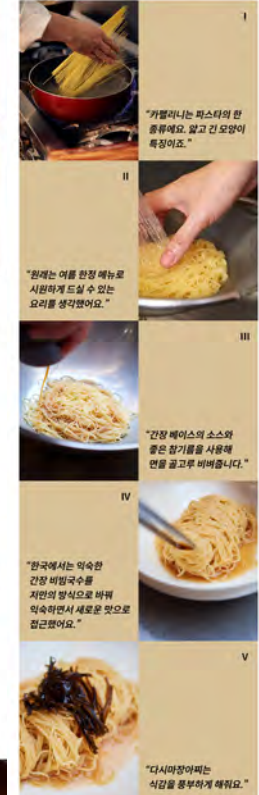 I
"카펠리니는 파스타의 한
종류에요. 얇고 긴 모양이
특징이죠."
II
"원래는 여름 한정 메뉴로
시원하게 드실 수 있는
요리를 생각했어요."
III
"간장 베이스의 소스와
좋은 참기름을 사용해
면을 골고루 비벼줍니다."
IV
"한국에서는 익숙한
간장 비빔국수를
저만의 방식으로 바꿔
익숙하면서 새로운 맛으로
접근했어요."
V
"다시마장아찌는
식감을 풍부하게 해줘요."